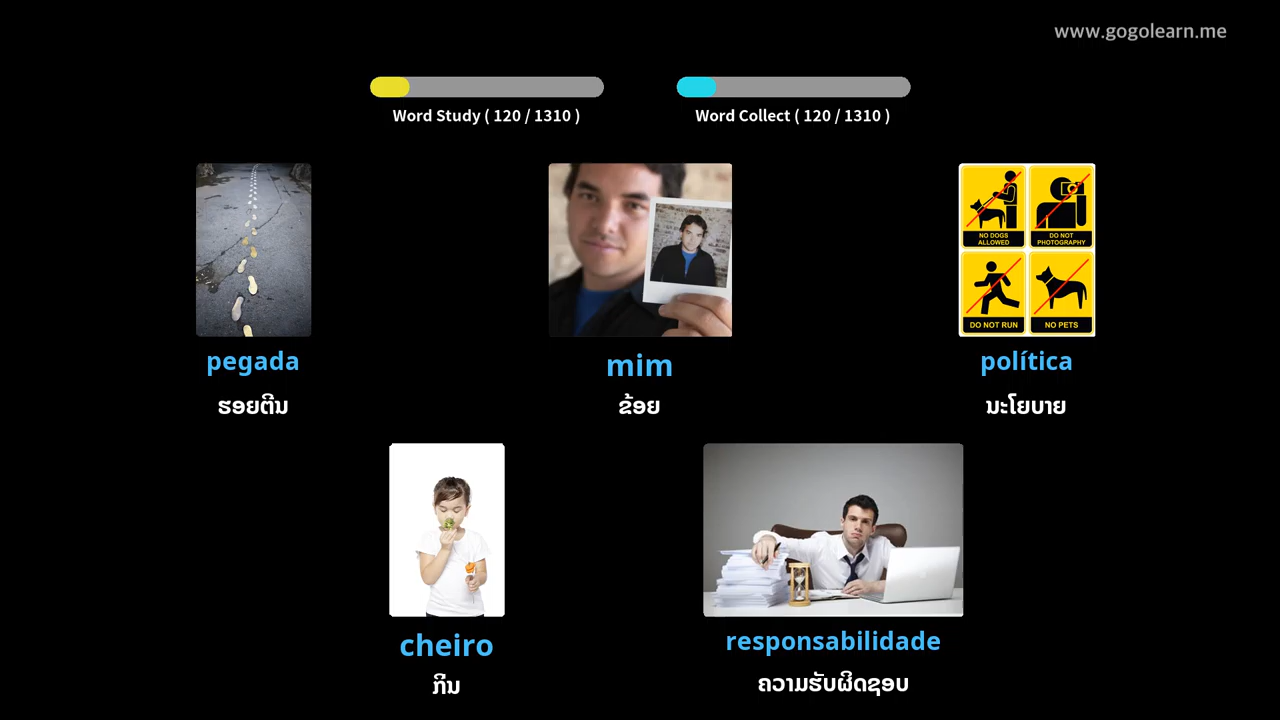 www.gogolearn.me
Word Study ( 120 / 1310 )
Word Collect ( 120 / 1310 )
NO DOGS
ALLOWED
DO NOT
PHOTOGRAPHY
DO NOT RUN
NO PETS
pegada
mim
política
ຮອຍຕີນ
ຂ້ອຍ
ນະໂຍບາຍ
cheiro
responsabilidade
ກິນ
ຄວາມຮັບຜິດຊອບ